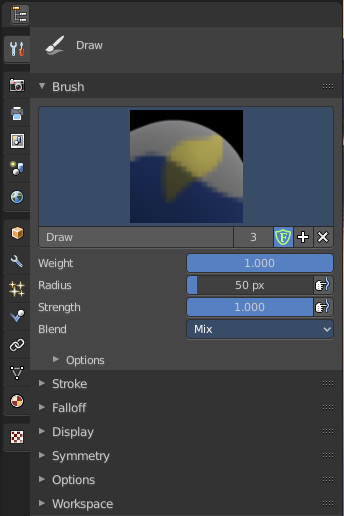 Draw
Brush
Draw 3 F
Weight 1.000
Radius 50 px
Strength 1.000
Blend Mix
Options
Stroke
Falloff
Display
Symmetry
Options
Workspace